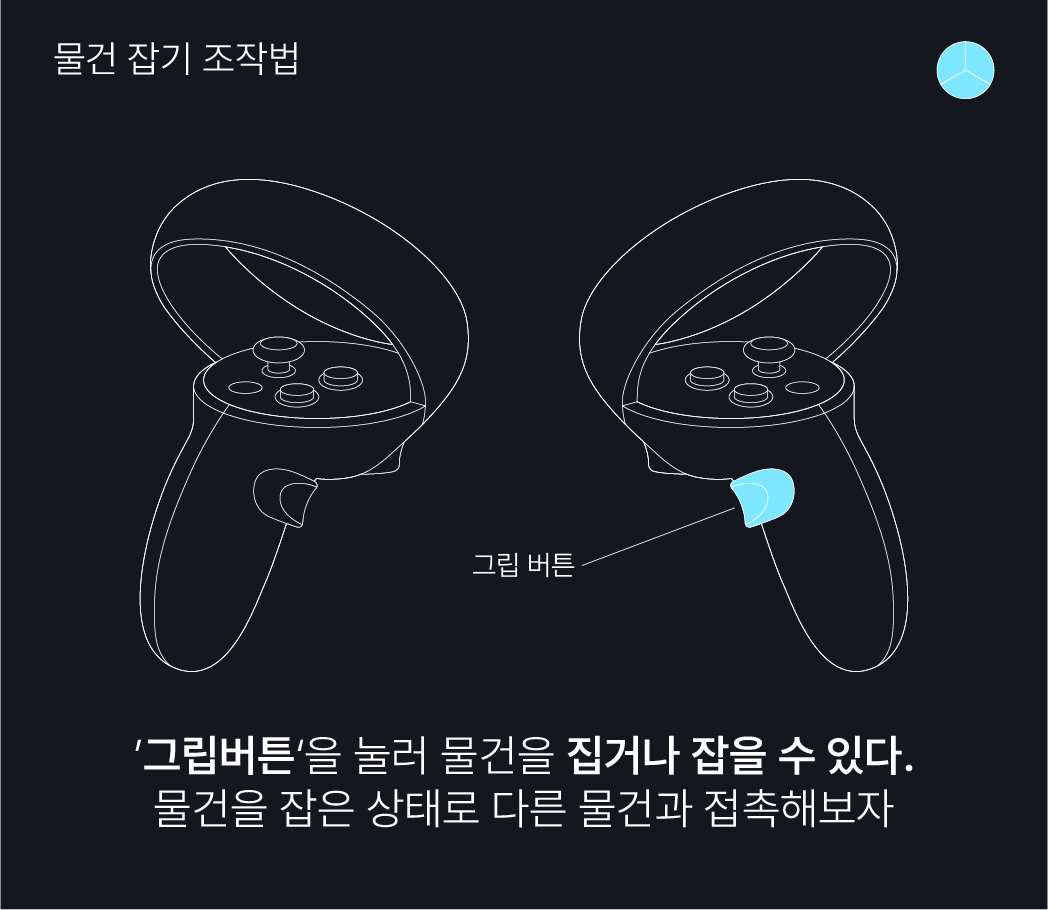 물건 잡기 조작법
그립 버튼
‘그립버튼‘을 눌러 물건을 집거나 잡을 수 있다.
물건을 잡은 상태로 다른 물건과 접촉해보자